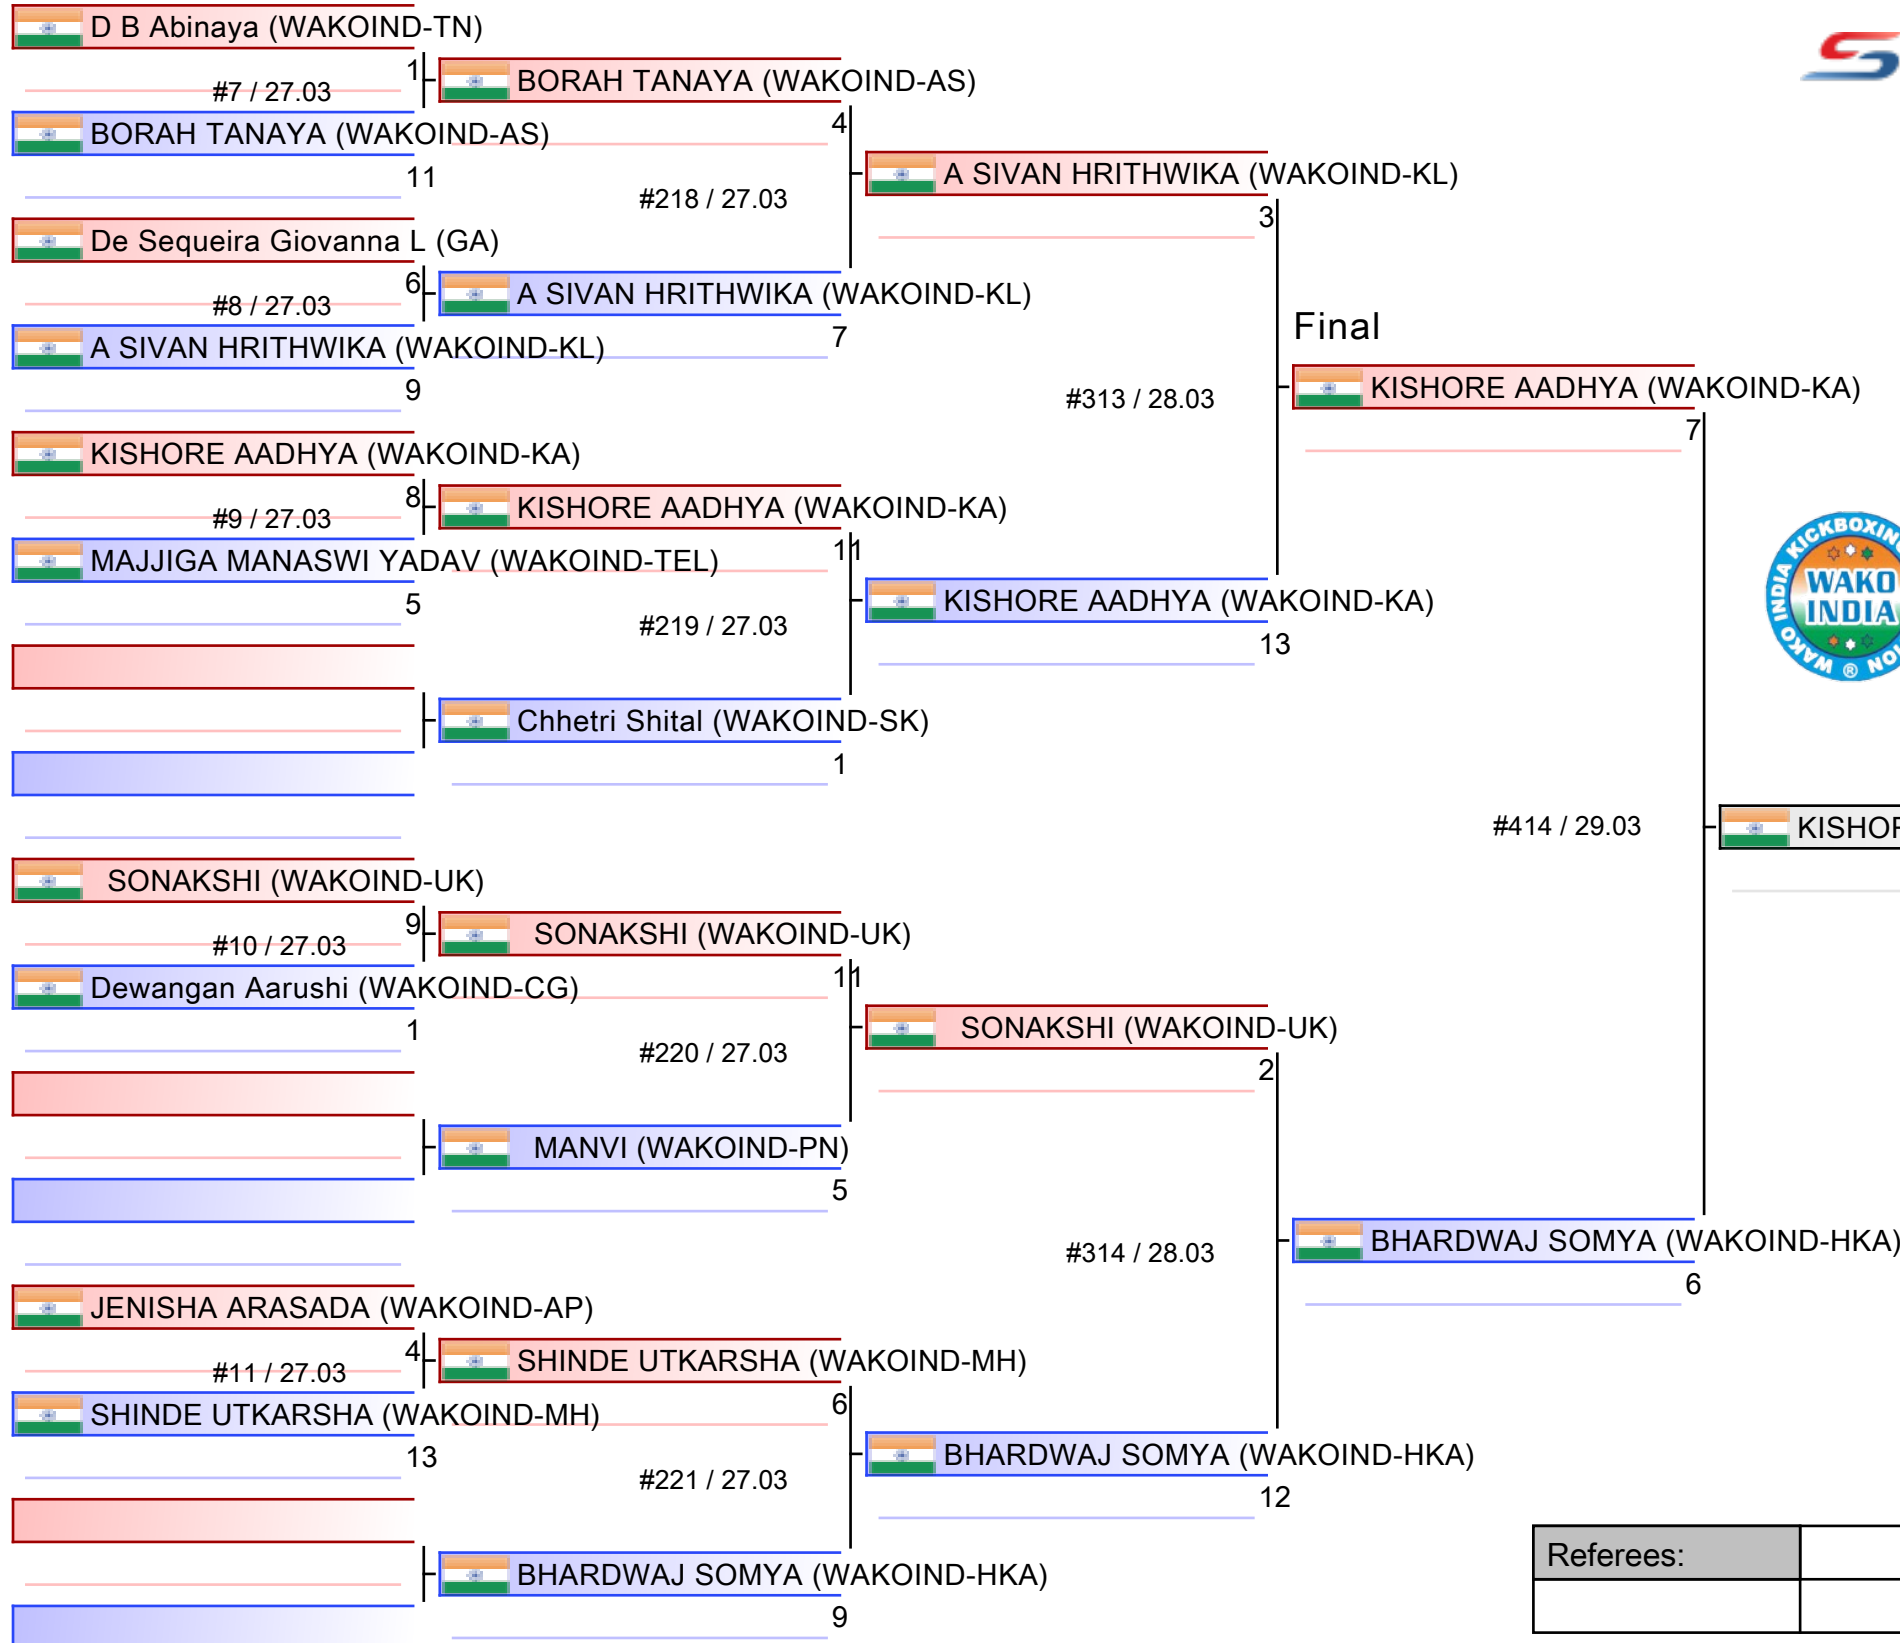 D B Abinaya (WAKOIND-TN)
1
#7 / 27.03
BORAH TANAYA (WAKOIND-AS)
BORAH TANAYA (WAKOIND-AS)
4
11
A SIVAN HRITHWIKA (WAKOIND-KL)
#218 / 27.03
3
De Sequeira Giovanna L (GA)
6
#8 / 27.03
A SIVAN HRITHWIKA (WAKOIND-KL)
7
A SIVAN HRITHWIKA (WAKOIND-KL)
9
Final
#313 / 28.03
KISHORE AADHYA (WAKOIND-KA)
7
KISHORE AADHYA (WAKOIND-KA)
8
#9 / 27.03
KISHORE AADHYA (WAKOIND-KA)
11
MAJJIGA MANASWI YADAV (WAKOIND-TEL)
5
#219 / 27.03
KISHORE AADHYA (WAKOIND-KA)
13
WAKO INDIA KICKBOXING
WAKO
INDIA
Chhetri Shital (WAKOIND-SK)
1
#414 / 29.03
SONAKSHI (WAKOIND-UK)
9
#10 / 27.03
SONAKSHI (WAKOIND-UK)
11
Dewangan Aarushi (WAKOIND-CG)
1
#220 / 27.03
SONAKSHI (WAKOIND-UK)
2
MANVI (WAKOIND-PN)
5
#314 / 28.03
BHARDWAJ SOMYA (WAKOIND-HKA)
6
JENISHA ARASADA (WAKOIND-AP)
4
#11 / 27.03
SHINDE UTKARSHA (WAKOIND-MH)
6
SHINDE UTKARSHA (WAKOIND-MH)
13
#221 / 27.03
BHARDWAJ SOMYA (WAKOIND-HKA)
12
BHARDWAJ SOMYA (WAKOIND-HKA)
9
Referees: